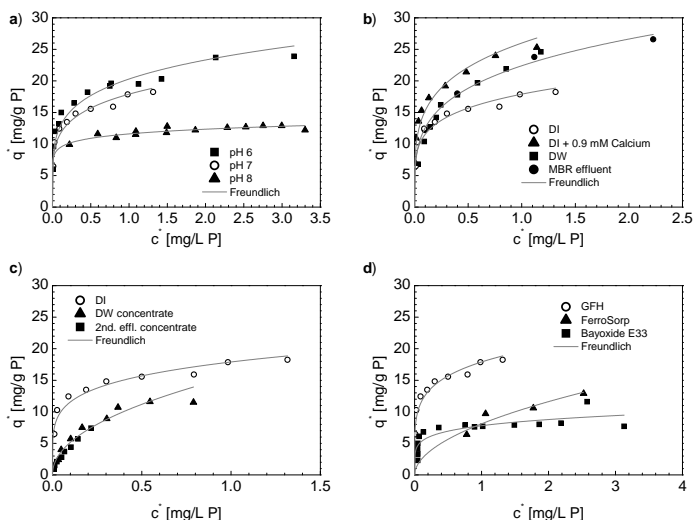 a)
q* [mg/g P]
30
25
20
15
10
5
0
0.0 0.5 1.0 1.5 2.0 2.5 3.0 3.5
c* [mg/L P]
pH 6
pH 7
pH 8
Freundlich
b)
q* [mg/g P]
30
25
20
15
10
5
0
0.0 0.5 1.0 1.5 2.0 2.5
c* [mg/L P]
DI
DI + 0.9 mM Calcium
DW
MBR effluent
Freundlich
c)
q* [mg/g P]
30
25
20
15
10
5
0
0.0 0.5 1.0 1.5
c* [mg/L P]
DI
DW concentrate
2nd. effl. concentrate
Freundlich
d)
q* [mg/g P]
30
25
20
15
10
5
0
0 1 2 3 4
c* [mg/L P]
GFH
FerroSorp
Bayoxide E33
Freundlich